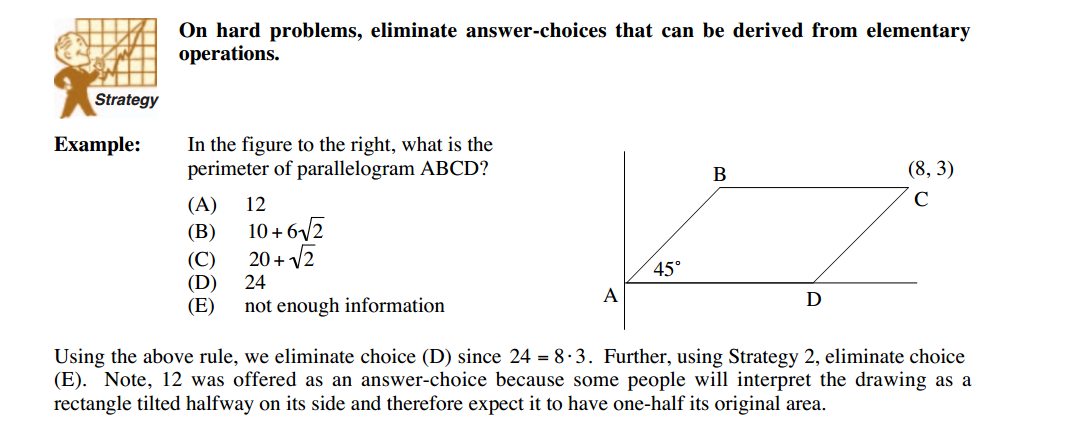 On hard problems, eliminate answer-choices that can be derived from elementary
operations.
Strategy
Example: In the figure to the right, what is the
perimeter of parallelogram ABCD?
(A) 12
(B) 10 + 6√2
(C) 20 + √2
(D) 24
(E) not enough information
B
(8, 3)
C
45°
A
D
Using the above rule, we eliminate choice (D) since 24 = 8·3. Further, using Strategy 2, eliminate choice
(E). Note, 12 was offered as an answer-choice because some people will interpret the drawing as a
rectangle tilted halfway on its side and therefore expect it to have one-half its original area.